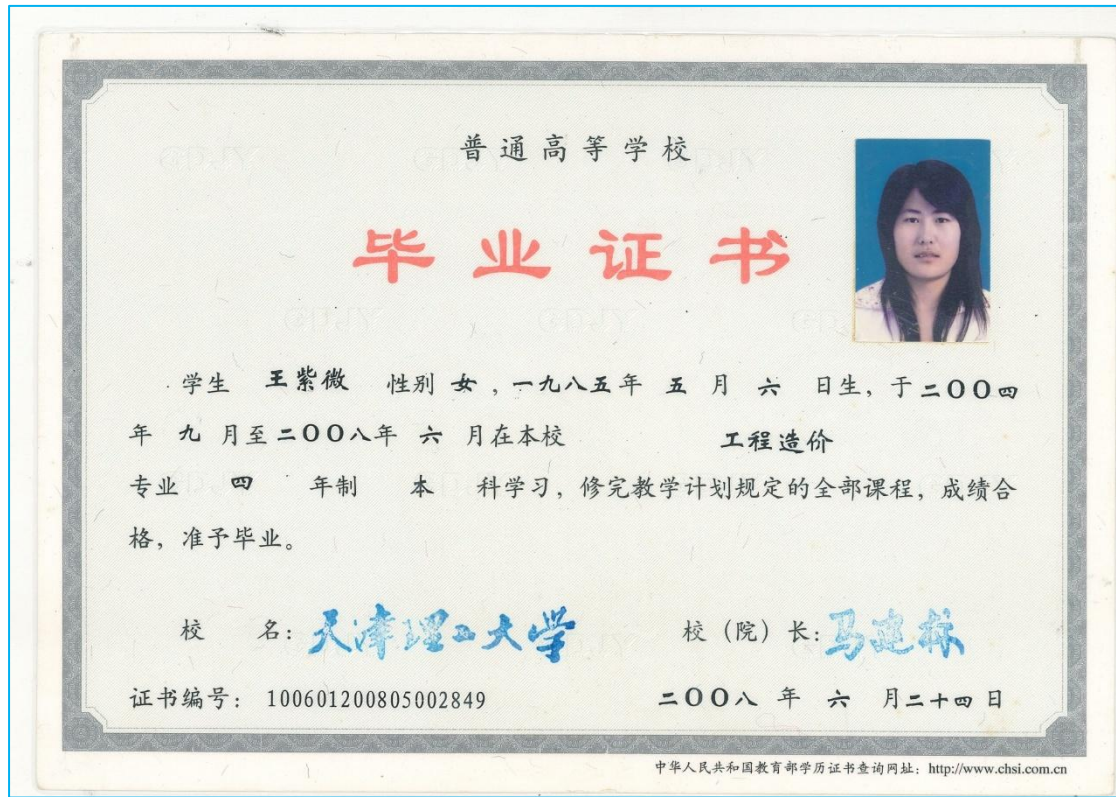 普通高等学校
毕业证书
学生 王紫微 性别 女 ，一九八五年 五 月 六 日生，于二〇〇四
年 九 月至二〇〇八年 六 月在本校 工程造价
专业 四 年制 本 科学习，修完教学计划规定的全部课程，成绩合
格，准予毕业。
校 名：天津理工大学 校（院）长：马建标
证书编号： 100601200805002849 二〇〇八 年 六 月二十四日
中华人民共和国教育部学历证书查询网址：http://www.chsi.com.cn